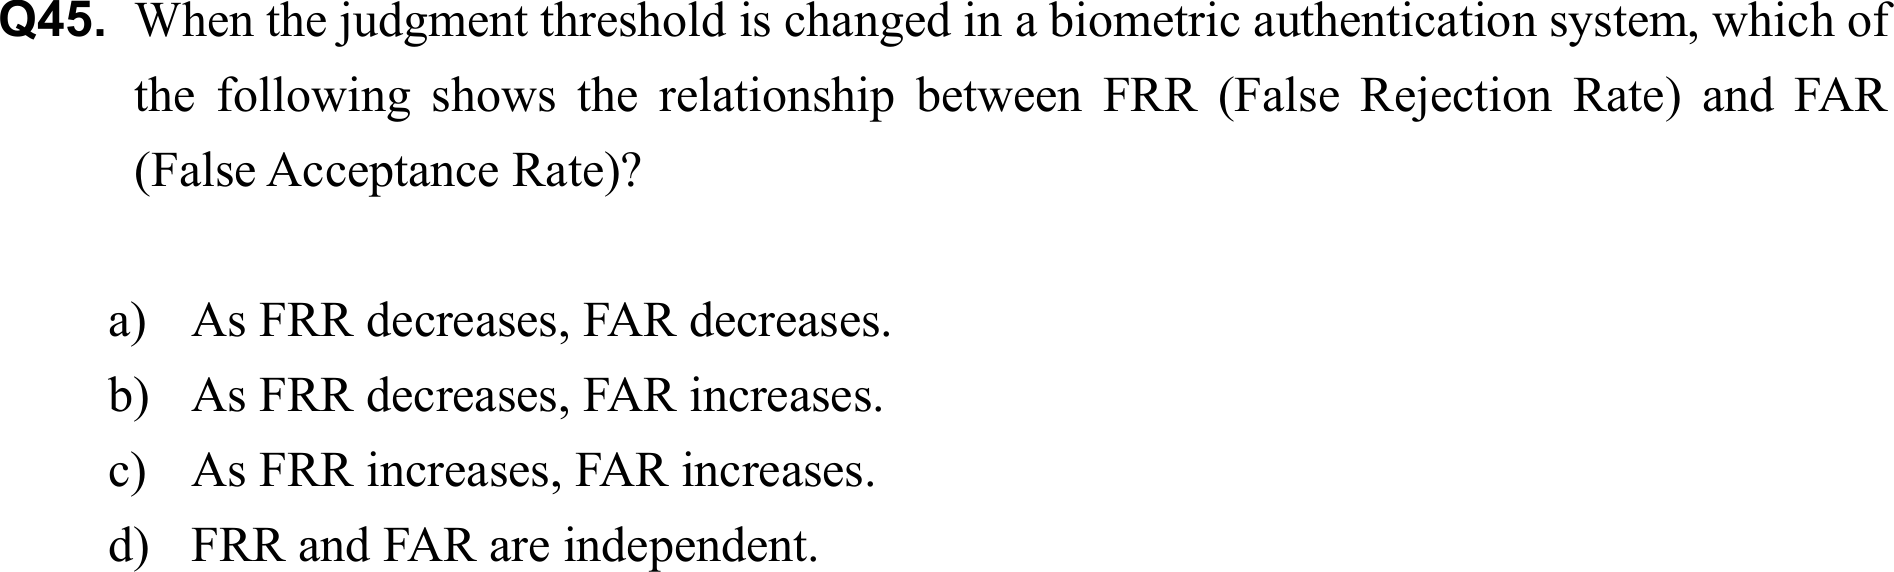 Q45. When the judgment threshold is changed in a biometric authentication system, which of
the following shows the relationship between FRR (False Rejection Rate) and FAR
(False Acceptance Rate)?
a) As FRR decreases, FAR decreases.
b) As FRR decreases, FAR increases.
c) As FRR increases, FAR increases.
d) FRR and FAR are independent.